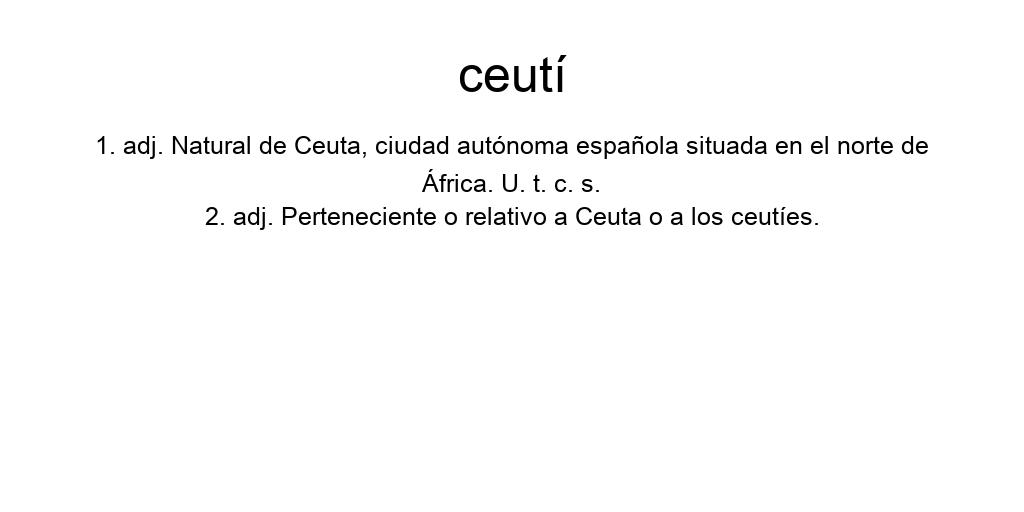 ceutí
1. adj. Natural de Ceuta, ciudad autónoma española situada en el norte de
África. U. t. c. s.
2. adj. Perteneciente o relativo a Ceuta o a los ceutíes.